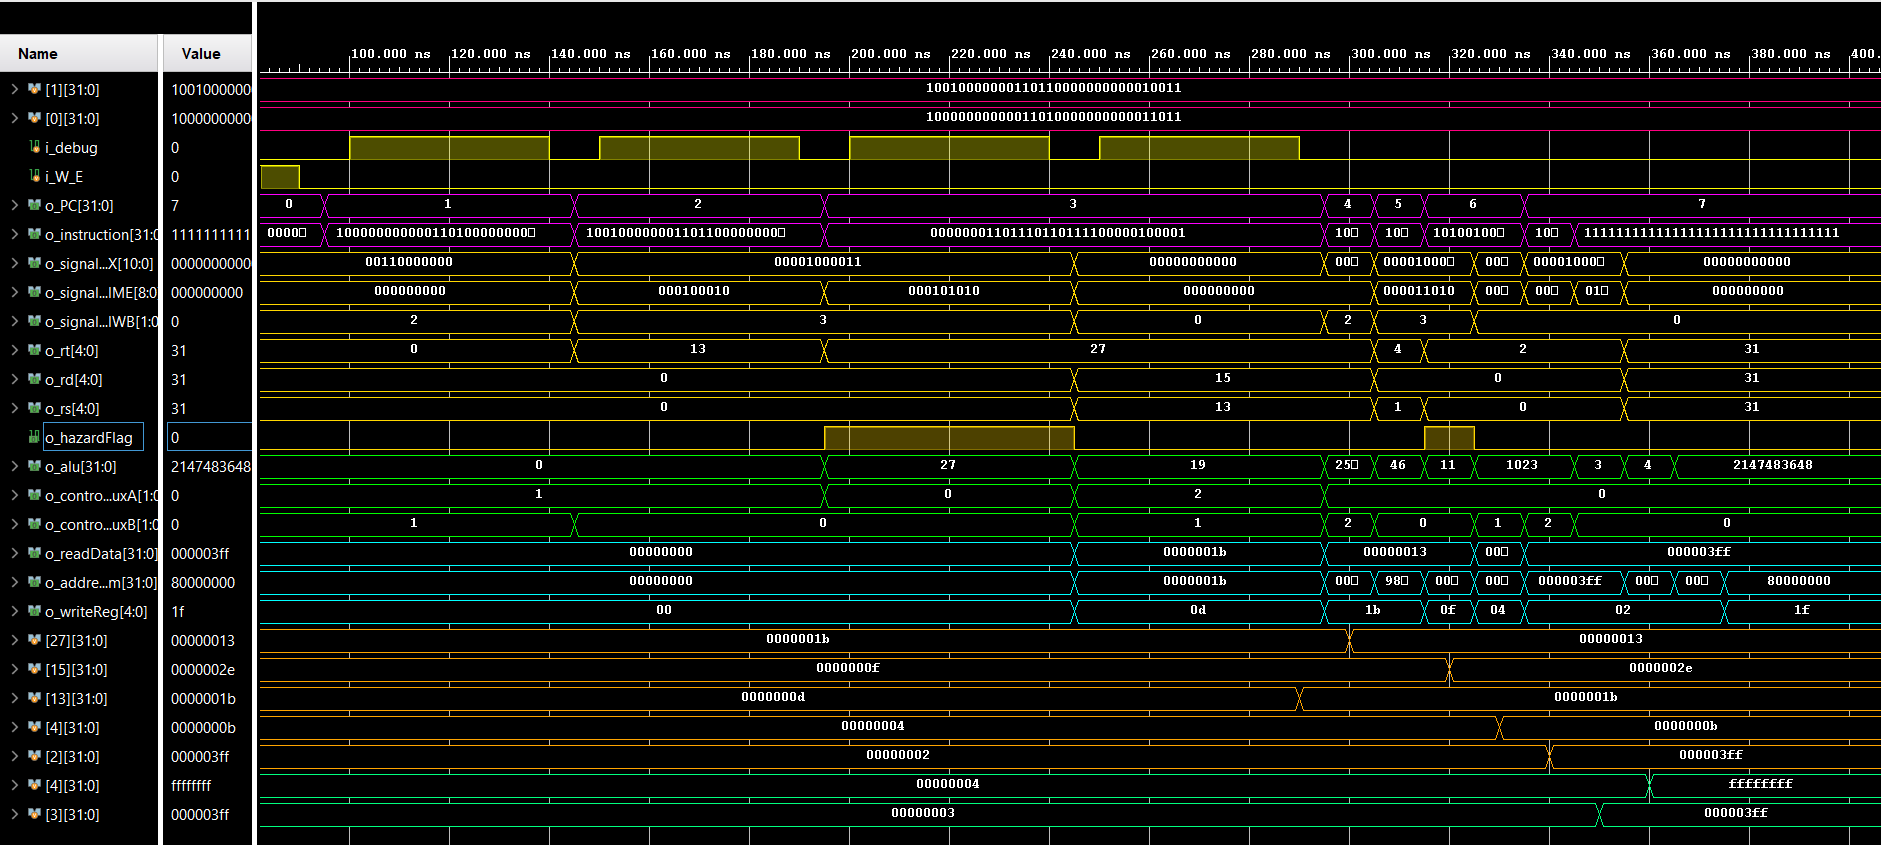 Name Value 100.000 ns 120.000 ns 140.000 ns 160.000 ns 180.000 ns 200.000 ns 220.000 ns 240.000 ns 260.000 ns 280.000 ns 300.000 ns 320.000 ns 340.000 ns 360.000 ns 380.000 ns 400.
[1][31:0] 1001000000 10010000000110110000000000010011
[0][31:0] 1000000000 10000000000011010000000000011011
i_debug 0
i_W_E 0
o_PC[31:0] 7 0 1 2 3 4 5 6 7
o_instruction[31:0 1111111111 0000 100000000000110100000000 100100000001101100000000 00000001101110110111100000100001 10 10 10100100 10 11111111111111111111111111111111
o_signal...X[10:0] 0000000000 00110000000 00001000011 00000000000 00 00001000 00 00001000 00000000000
o_signal...IME[8:0 000000000 000000000 000100010 000101010 000000000 000011010 00 00 01 000000000
o_signal...IWB[1:0 0 2 3 0 2 3 0
o_rt[4:0] 31 0 13 27 4 2 31
o_rd[4:0] 31 0 15 0 31
o_rs[4:0] 31 0 13 1 0 31
o_hazardFlag 0
o_alu[31:0] 2147483648 0 27 19 25 46 11 1023 3 4 2147483648
o_contro...uxA[1:0 0 1 0 2 0
o_contro...uxB[1:0 0 1 0 1 2 0 1 2 0
o_readData[31:0] 000003ff 00000000 0000001b 00000013 00 000003ff
o_addre...m[31:0] 80000000 00000000 0000001b 00 98 00 00 000003ff 00 00 80000000
o_writeReg[4:0] 1f 00 0d 1b 0f 04 02 1f
[27][31:0] 00000013 0000001b 00000013
[15][31:0] 0000002e 0000000f 0000002e
[13][31:0] 0000001b 0000000d 0000001b
[4][31:0] 0000000b 00000004 0000000b
[2][31:0] 000003ff 00000002 000003ff
[4][31:0] ffffffff 00000004 ffffffff
[3][31:0] 000003ff 00000003 000003ff